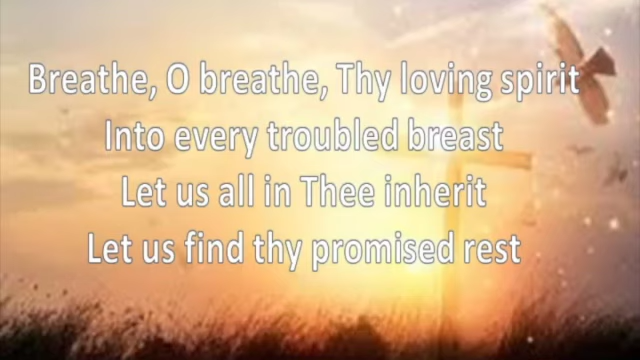 Breathe, O breathe, Thy loving spirit
Into every troubled breast
Let us all in Thee inherit
Let us find thy promised rest